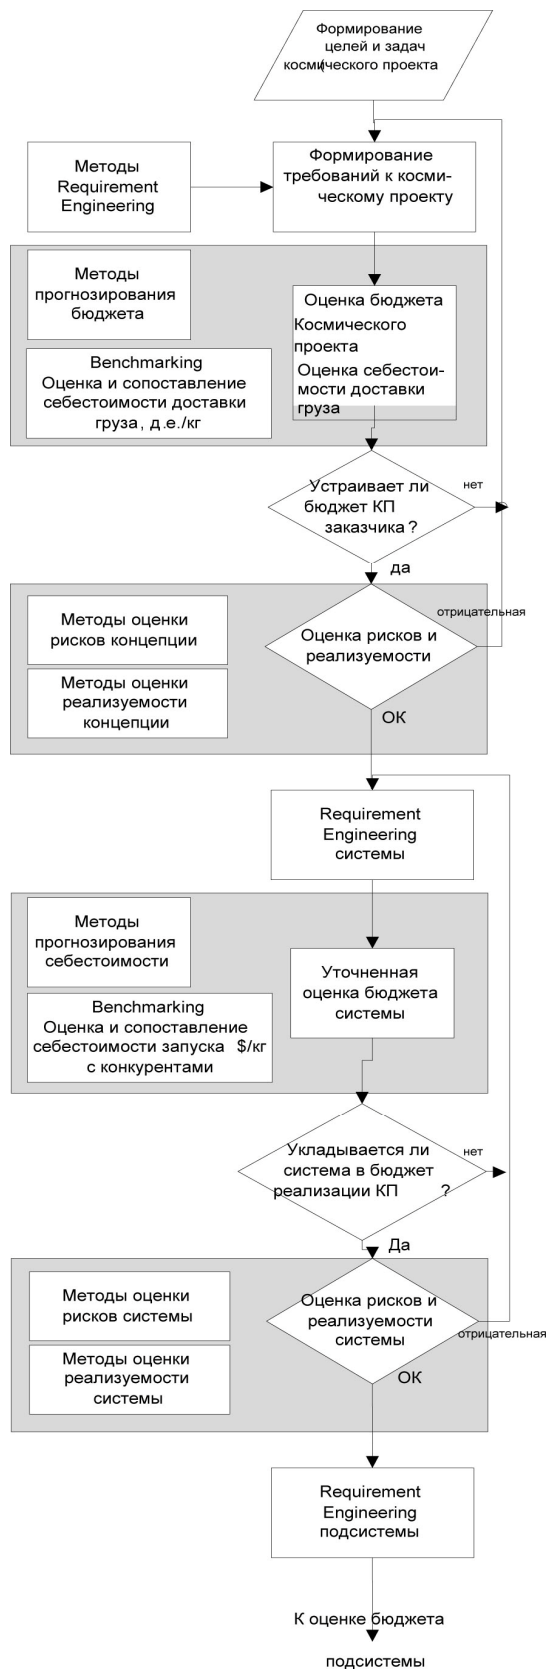 Формирование
целей и задач
космического проекта
Методы
Requirement
Engineering
Формирование
требований к косми-
ческому проекту
Методы
прогнозирования
бюджета
Оценка бюджета
Космического
проекта
Оценка себестои-
мости доставки
груза
Benchmarking
Оценка и сопоставление
себестоимости доставки
груза, д.е./кг
Устраивает ли
бюджет КП
заказчика?
нет
да
Методы оценки
рисков концепции
Методы оценки
реализуемости
концепции
Оценка рисков и
реализуемости
отрицательная
ОК
Requirement
Engineering
системы
Методы
прогнозирования
себестоимости
Benchmarking
Оценка и сопоставление
себестоимости запуска $/кг
с конкурентами
Уточненная
оценка бюджета
системы
Укладывается ли
система в бюджет
реализации КП ?
нет
Да
Методы оценки
рисков системы
Методы оценки
реализуемости
системы
Оценка рисков и
реализуемости
системы
отрицательная
ОК
Requirement
Engineering
подсистемы
К оценке бюджета
подсистемы